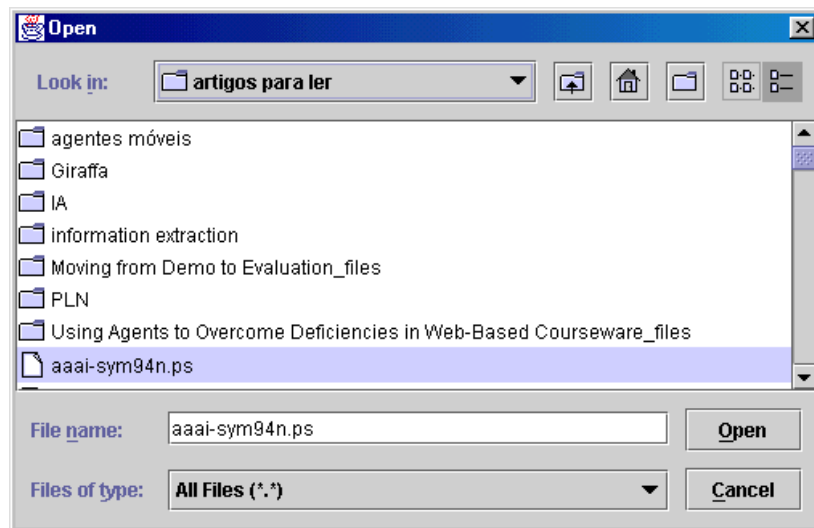 Open
Look in: artigos para ler
agentes móveis
Giraffa
IA
information extraction
Moving from Demo to Evaluation_files
PLN
Using Agents to Overcome Deficiencies in Web-Based Courseware_files
aaai-sym94n.ps
File name: aaai-sym94n.ps Open
Files of type: All Files (*.*) Cancel